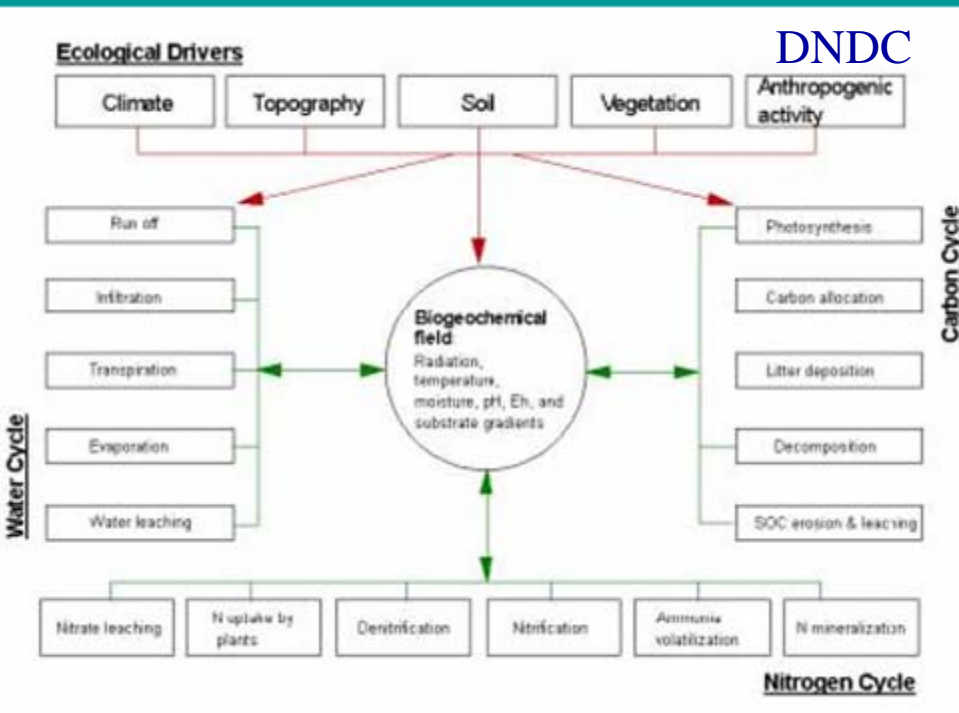 DNDC
Ecological Drivers
Climate
Topography
Soil
Vegetation
Anthropogenic
activity
Run off
Infiltration
Transpiration
Evaporation
Water leaching
Water Cycle
Biogeochemical
field
Radiation,
temperature,
moisture, pH, Eh, and
substrate gradients
Photosynthesis
Carbon allocation
Litter deposition
Decomposition
SOC erosion & leaching
Carbon Cycle
Nitrate leaching
N uptake by
plants
Denitrification
Nitrification
Ammonia
volatilization
N mineralization
Nitrogen Cycle